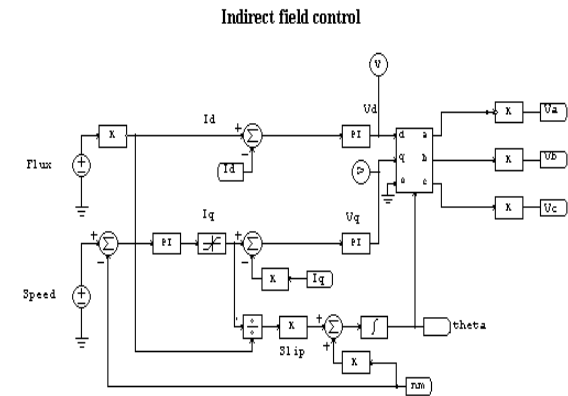 Indirect field control
V
Vd
Id
K
PI
d
a
K
Va
Id
q
b
K
Vb
Flux
V
o
c
Iq
Vq
K
Vc
PI
PI
K
Iq
Speed
K
theta
Slip
K
nm